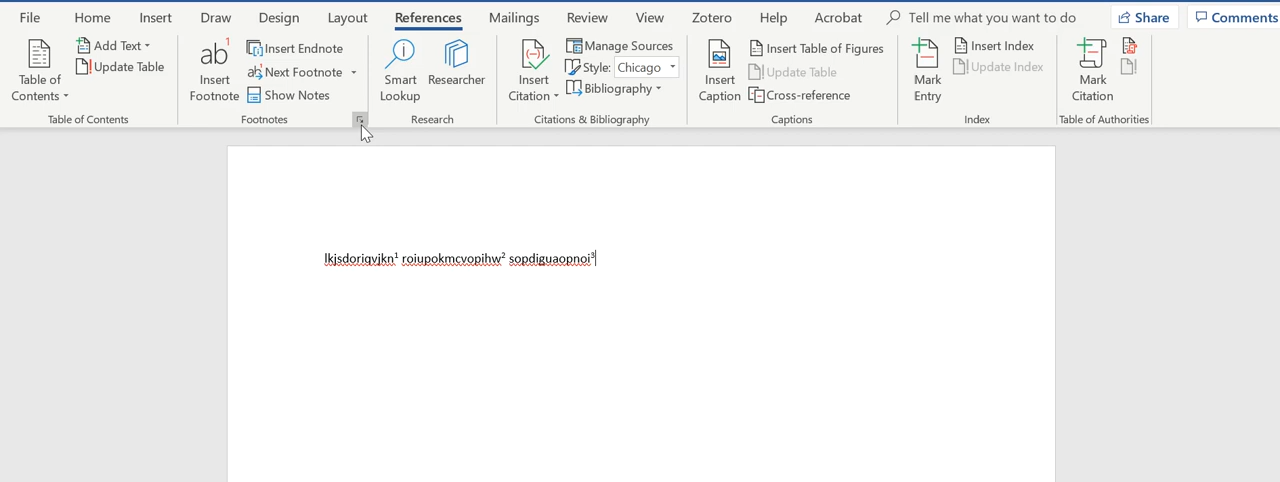 File Home Insert Draw Design Layout References Mailings Review View Zotero Help Acrobat Tell me what you want to do Share Comments
Table of Contents
Add Text
Update Table
Table of Contents
ab1
Insert Footnote
Insert Endnote
Next Footnote
Show Notes
Footnotes
Smart Lookup
Researcher
Research
Insert Citation
Manage Sources
Style: Chicago
Bibliography
Citations & Bibliography
Insert Caption
Insert Table of Figures
Update Table
Cross-reference
Captions
Mark Entry
Insert Index
Update Index
Index
Mark Citation
Table of Authorities
lkjsdoriqvjkn¹ roiupokmcvopihw² sopdiguaopnoi³